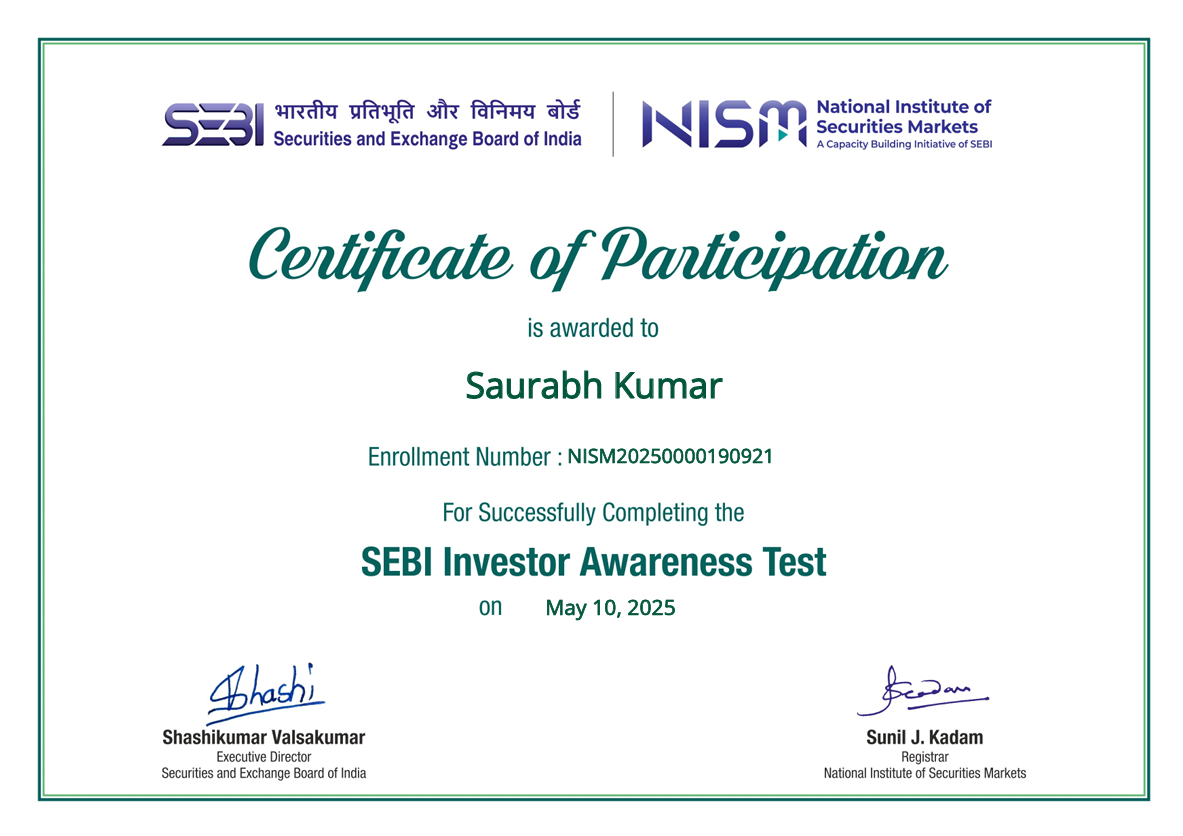 SEBI भारतीय प्रतिभूति और विनिमय बोर्ड
Securities and Exchange Board of India
NISM National Institute of
Securities Markets
A Capacity Building Initiative of SEBI
Certificate of Participation
is awarded to
Saurabh Kumar
Enrollment Number : NISM20250000190921
For Successfully Completing the
SEBI Investor Awareness Test
on May 10, 2025
Shashi
Shashikumar Valsakumar
Executive Director
Securities and Exchange Board of India
Sunil J. Kadam
Registrar
National Institute of Securities Markets